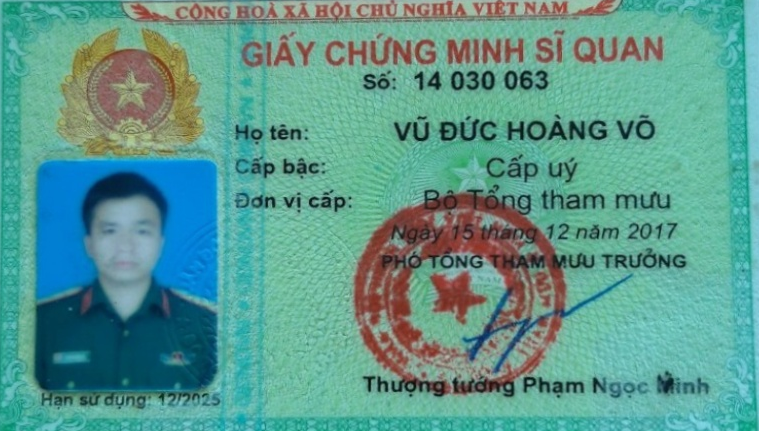 CỘNG HOÀ XÃ HỘI CHỦ NGHĨA VIỆT NAM
GIẤY CHỨNG MINH SĨ QUAN
Số: 14 030 063
Họ tên: VŨ ĐỨC HOÀNG VÕ
Cấp bậc: Cấp uý
Đơn vị cấp: Bộ Tổng tham mưu
Ngày 15 tháng 12 năm 2017
PHÓ TỔNG THAM MƯU TRƯỞNG
Thượng tướng Phạm Ngọc Minh
Hạn sử dụng: 12/2025